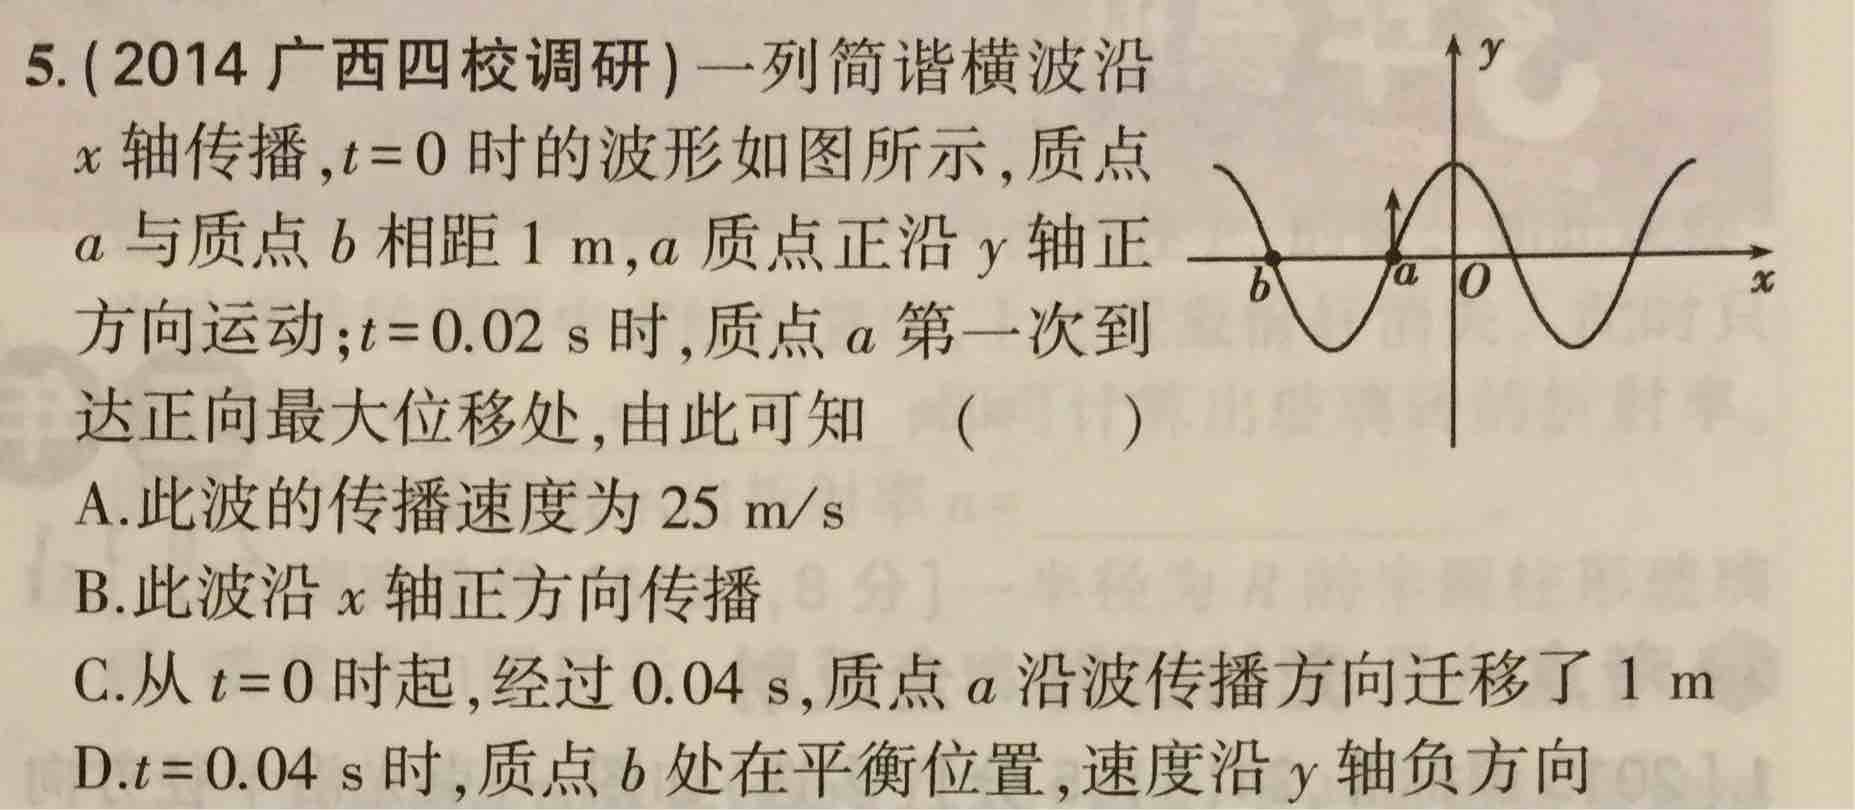 5.(2014 广西四校调研)一列简谐横波沿
x 轴传播,t=0 时的波形如图所示,质点
a 与质点 b 相距 1 m,a 质点正沿 y 轴正
方向运动;t=0.02 s 时,质点 a 第一次到
达正向最大位移处,由此可知 ( )
A.此波的传播速度为 25 m/s
B.此波沿 x 轴正方向传播
C.从 t=0 时起,经过 0.04 s,质点 a 沿波传播方向迁移了 1 m
D.t=0.04 s 时,质点 b 处在平衡位置,速度沿 y 轴负方向
y
b a O x